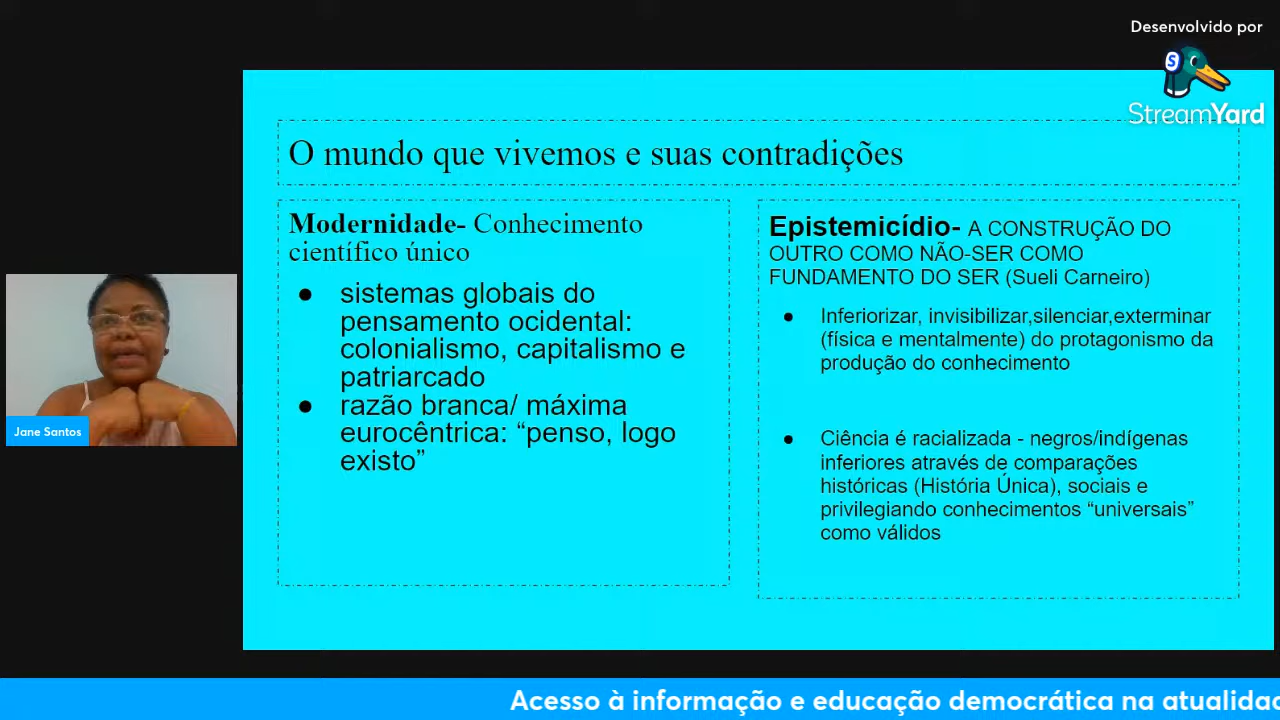 Desenvolvido por
StreamYard
O mundo que vivemos e suas contradições
Modernidade- Conhecimento
científico único
● sistemas globais do
pensamento ocidental:
colonialismo, capitalismo e
patriarcado
● razão branca/ máxima
eurocêntrica: “penso, logo
existo”
Epistemicídio- A CONSTRUÇÃO DO
OUTRO COMO NÃO-SER COMO
FUNDAMENTO DO SER (Sueli Carneiro)
● Inferiorizar, invisibilizar,silenciar,exterminar
(física e mentalmente) do protagonismo da
produção do conhecimento
● Ciência é racializada - negros/indígenas
inferiores através de comparações
históricas (História Única), sociais e
privilegiando conhecimentos “universais”
como válidos
Jane Santos
Acesso à informação e educação democrática na atualidad